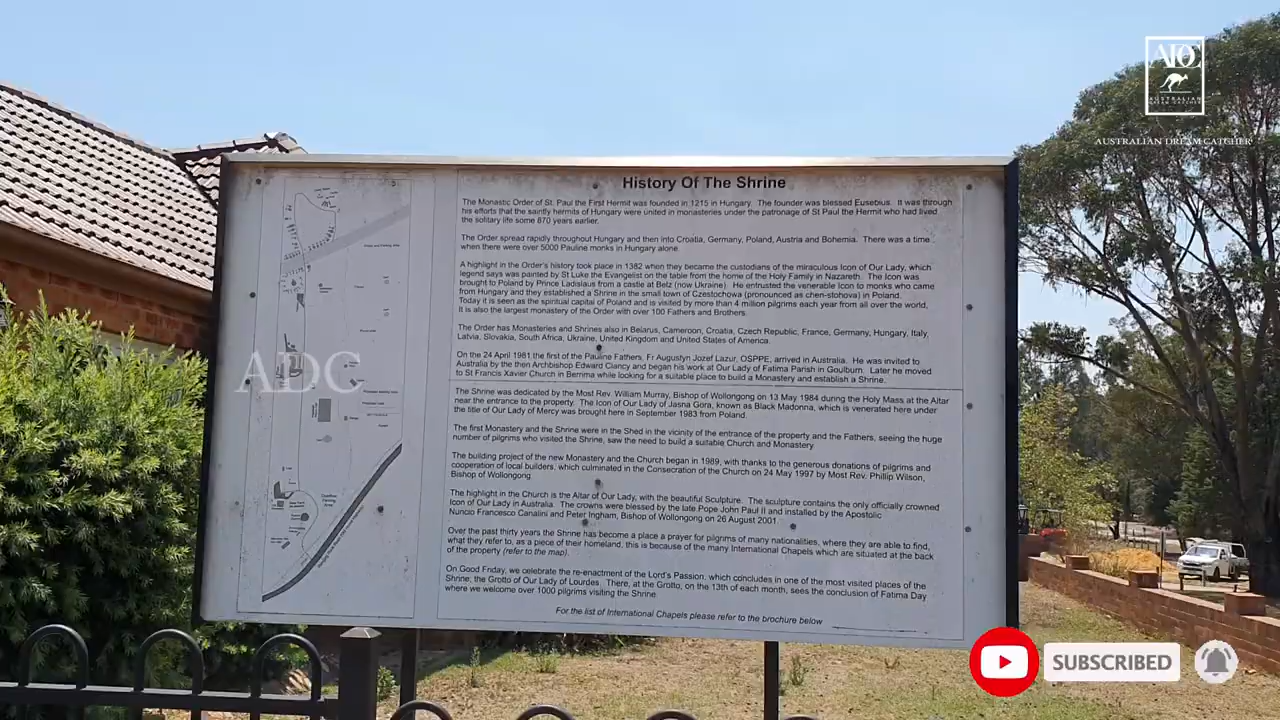 AUSTRALIAN DREAM CATCHER
ADC
History Of The Shrine
The Monastic Order of St. Paul the First Hermit was founded in 1215 in Hungary. The founder was blessed Eusebius. It was through
his efforts that the saintly hermits of Hungary were united in monasteries under the patronage of St Paul the Hermit who had lived
the solitary life some 870 years earlier.
The Order spread rapidly throughout Hungary and then into Croatia, Germany, Poland, Austria and Bohemia. There was a time
when there were over 5000 Pauline monks in Hungary alone.
A highlight in the Order's history took place in 1382 when they became the custodians of the miraculous Icon of Our Lady, which
legend says was painted by St Luke the Evangelist on the table from the home of the Holy Family in Nazareth. The Icon was
brought to Poland by Prince Ladislaus from a castle at Belz (now Ukraine). He entrusted the venerable Icon to monks who came
from Hungary and they established a Shrine in the small town of Czestochowa (pronounced as chen-stohova) in Poland.
Today it is seen as the spiritual capital of Poland and is visited by more than 4 million pilgrims each year from all over the world.
It is also the largest monastery of the Order with over 100 Fathers and Brothers.
The Order has Monasteries and Shrines also in Belarus, Cameroon, Croatia, Czech Republic, France, Germany, Hungary, Italy,
Latvia, Slovakia, South Africa, Ukraine, United Kingdom and United States of America.
On the 24 April 1981 the first of the Pauline Fathers, Fr Augustyn Jozef Lazur, OSPPE, arrived in Australia. He was invited to
Australia by the then Archbishop Edward Clancy and began his work at Our Lady of Fatima Parish in Goulburn. Later he moved
to St Francis Xavier Church in Berrima while looking for a suitable place to build a Monastery and establish a Shrine.
The Shrine was dedicated by the Most Rev. William Murray, Bishop of Wollongong on 13 May 1984 during the Holy Mass at the Altar
near the entrance to the property. The Icon of Our Lady of Jasna Gora, known as Black Madonna, which is venerated here under
the title of Our Lady of Mercy was brought here in September 1983 from Poland.
The first Monastery and the Shrine were in the Shed in the vicinity of the entrance of the property and the Fathers, seeing the huge
number of pilgrims who visited the Shrine, saw the need to build a suitable Church and Monastery
The building project of the new Monastery and the Church began in 1989, with thanks to the generous donations of pilgrims and
cooperation of local builders, which culminated in the Consecration of the Church on 24 May 1997 by Most Rev. Phillip Wilson,
Bishop of Wollongong
The highlight in the Church is the Altar of Our Lady, with the beautiful Sculpture. The sculpture contains the only officially crowned
Icon of Our Lady in Australia. The crowns were blessed by the late Pope John Paul II and installed by the Apostolic
Nuncio Francesco Canalini and Peter Ingham, Bishop of Wollongong on 26 August 2001.
Over the past thirty years the Shrine has become a place a prayer for pilgrims of many nationalities, where they are able to find,
what they refer to, as a piece of their homeland, this is because of the many International Chapels which are situated at the back
of the property (refer to the map).
On Good Friday, we celebrate the re-enactment of the Lord's Passion, which concludes in one of the most visited places of the
Shrine; the Grotto of Our Lady of Lourdes. There, at the Grotto, on the 13th of each month, sees the conclusion of Fatima Day
where we welcome over 1000 pilgrims visiting the Shrine.
For the list of International Chapels please refer to the brochure below
SUBSCRIBED